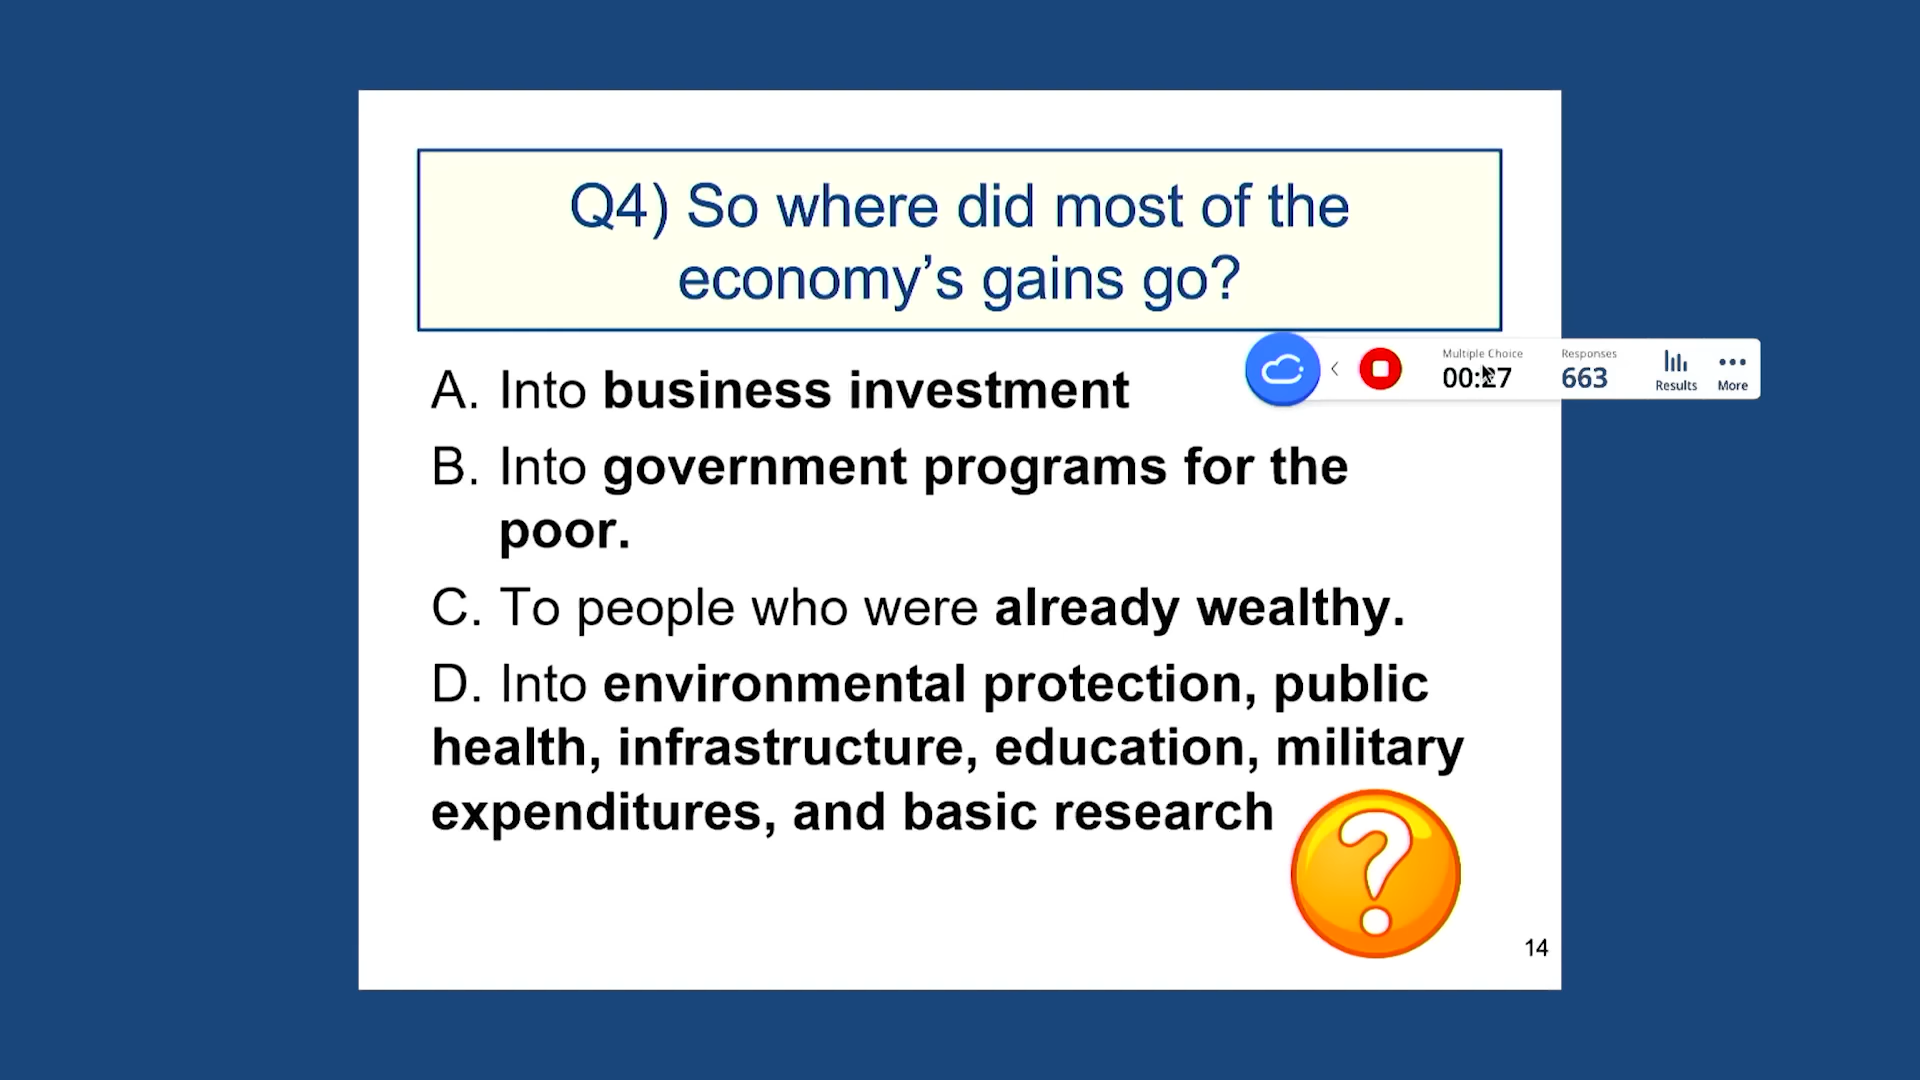 Q4) So where did most of the
economy’s gains go?
A. Into business investment
Multiple Choice
00:27
Responses
663
Results
More
B. Into government programs for the
poor.
C. To people who were already wealthy.
D. Into environmental protection, public
health, infrastructure, education, military
expenditures, and basic research
?
14